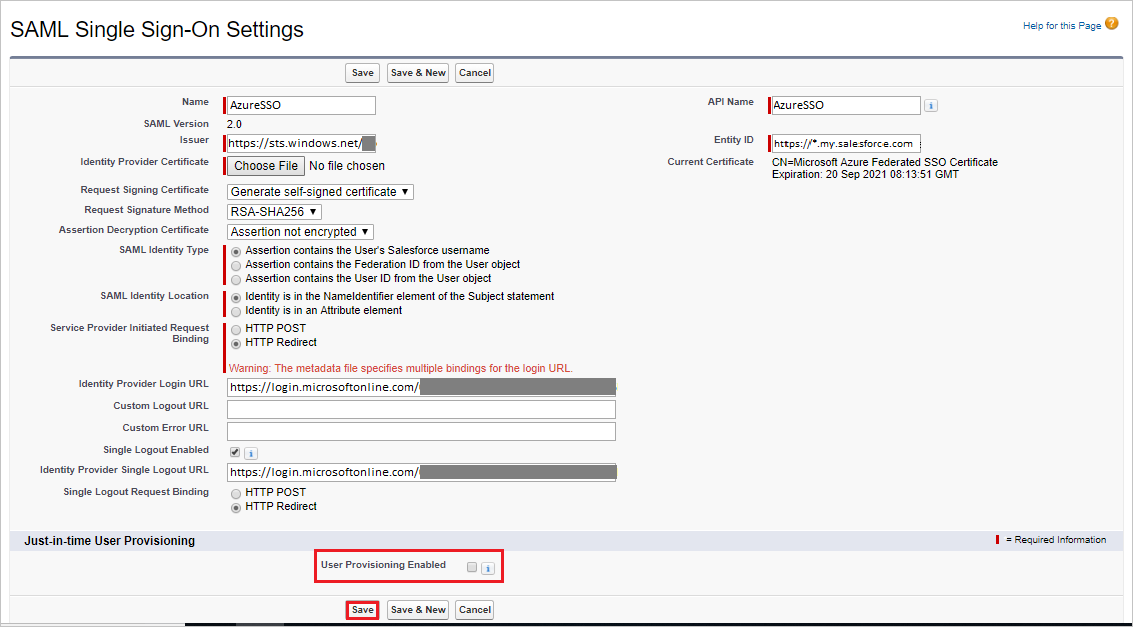 SAML Single Sign-On Settings
Help for this Page ?
Save Save & New Cancel
Name AzureSSO API Name AzureSSO i
SAML Version 2.0
Issuer https://sts.windows.net/ Entity ID https://*.my.salesforce.com
Identity Provider Certificate Choose File No file chosen Current Certificate CN=Microsoft Azure Federated SSO Certificate
Expiration: 20 Sep 2021 08:13:51 GMT
Request Signing Certificate Generate self-signed certificate
Request Signature Method RSA-SHA256
Assertion Decryption Certificate Assertion not encrypted
SAML Identity Type Assertion contains the User's Salesforce username
Assertion contains the Federation ID from the User object
Assertion contains the User ID from the User object
SAML Identity Location Identity is in the NameIdentifier element of the Subject statement
Identity is in an Attribute element
Service Provider Initiated Request HTTP POST
Binding HTTP Redirect
Warning: The metadata file specifies multiple bindings for the login URL.
Identity Provider Login URL https://login.microsoftonline.com/
Custom Logout URL
Custom Error URL
Single Logout Enabled i
Identity Provider Single Logout URL https://login.microsoftonline.com/
Single Logout Request Binding HTTP POST
HTTP Redirect
Just-in-time User Provisioning = Required Information
User Provisioning Enabled i
Save Save & New Cancel